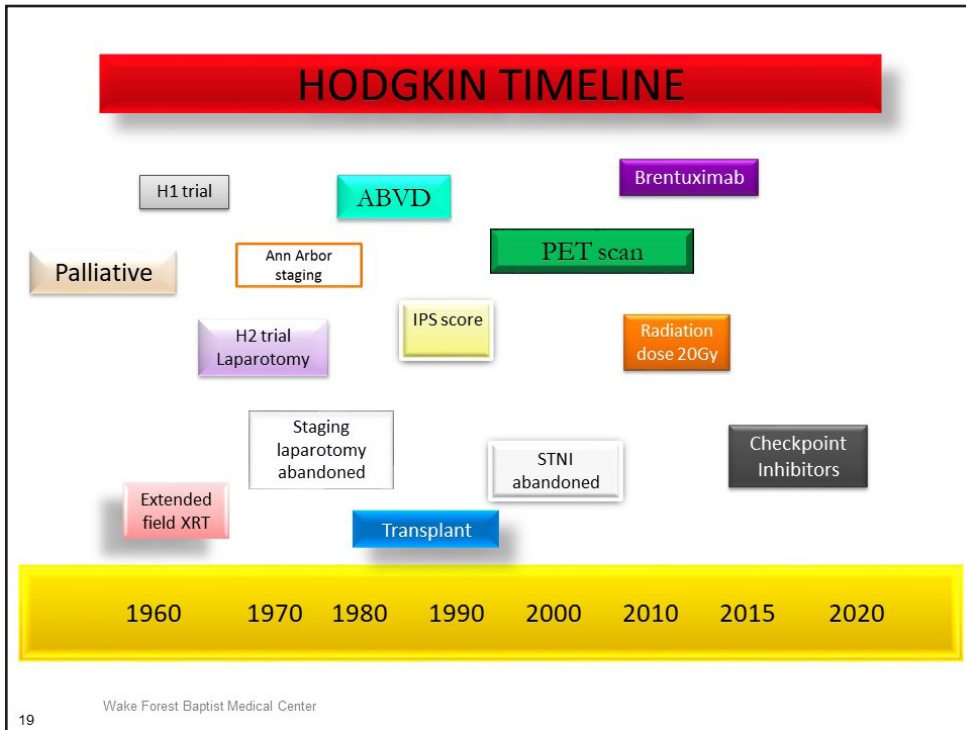 HODGKIN TIMELINE
H1 trial
ABVD
Brentuximab
Palliative
Ann Arbor
staging
PET scan
H2 trial
Laparotomy
IPS score
Radiation
dose 20Gy
Staging
laparotomy
abandoned
STNI
abandoned
Checkpoint
Inhibitors
Extended
field XRT
Transplant
1960 1970 1980 1990 2000 2010 2015 2020
Wake Forest Baptist Medical Center
19